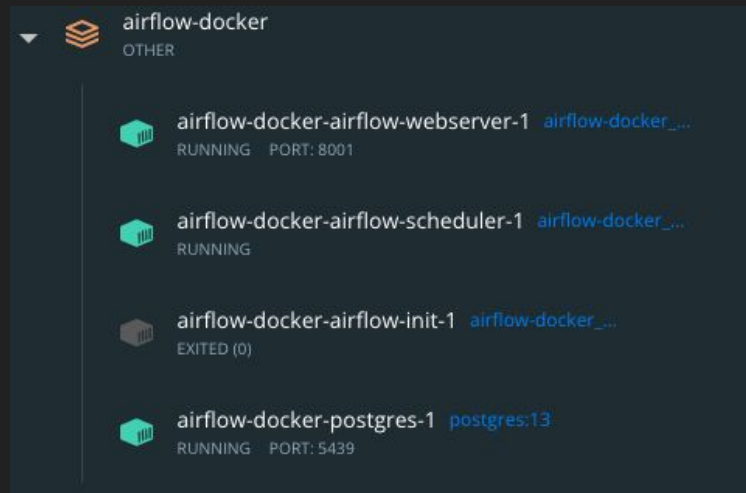 airflow-docker
OTHER
airflow-docker-airflow-webserver-1 airflow-docker_...
RUNNING PORT: 8001
airflow-docker-airflow-scheduler-1 airflow-docker_...
RUNNING
airflow-docker-airflow-init-1 airflow-docker_...
EXITED (0)
airflow-docker-postgres-1 postgres:13
RUNNING PORT: 5439